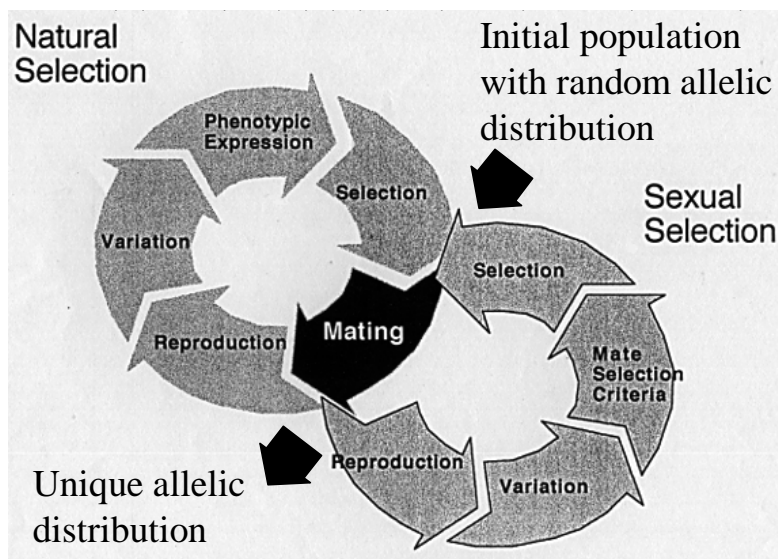 Natural
Selection
Initial population
with random allelic
distribution
Phenotypic
Expression
Selection
Sexual
Selection
Variation
Selection
Reproduction
Mating
Mate
Selection
Criteria
Reproduction
Variation
Unique allelic
distribution